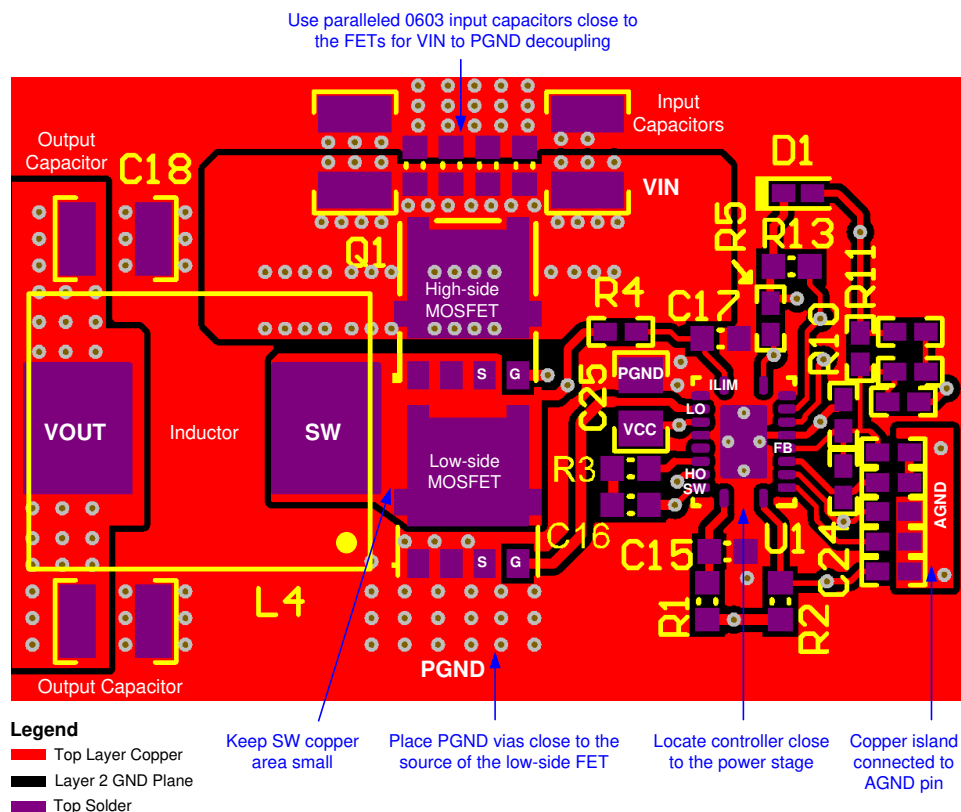 Use paralleled 0603 input capacitors close to
the FETs for VIN to PGND decoupling
Output
Capacitor
C18
Input
Capacitors
VIN
D1
R5
R13
Q1
High-side
MOSFET
R4
C17
R10
R11
S
G
C25
PGND
ILIM
LO
VCC
FB
HO
SW
R3
VOUT
Inductor
SW
Low-side
MOSFET
AGND
S
G
C16
C15
U1
C24
L4
R1
R2
PGND
Output Capacitor
Legend
Top Layer Copper
Layer 2 GND Plane
Top Solder
Keep SW copper
area small
Place PGND vias close to the
source of the low-side FET
Locate controller close
to the power stage
Copper island
connected to
AGND pin